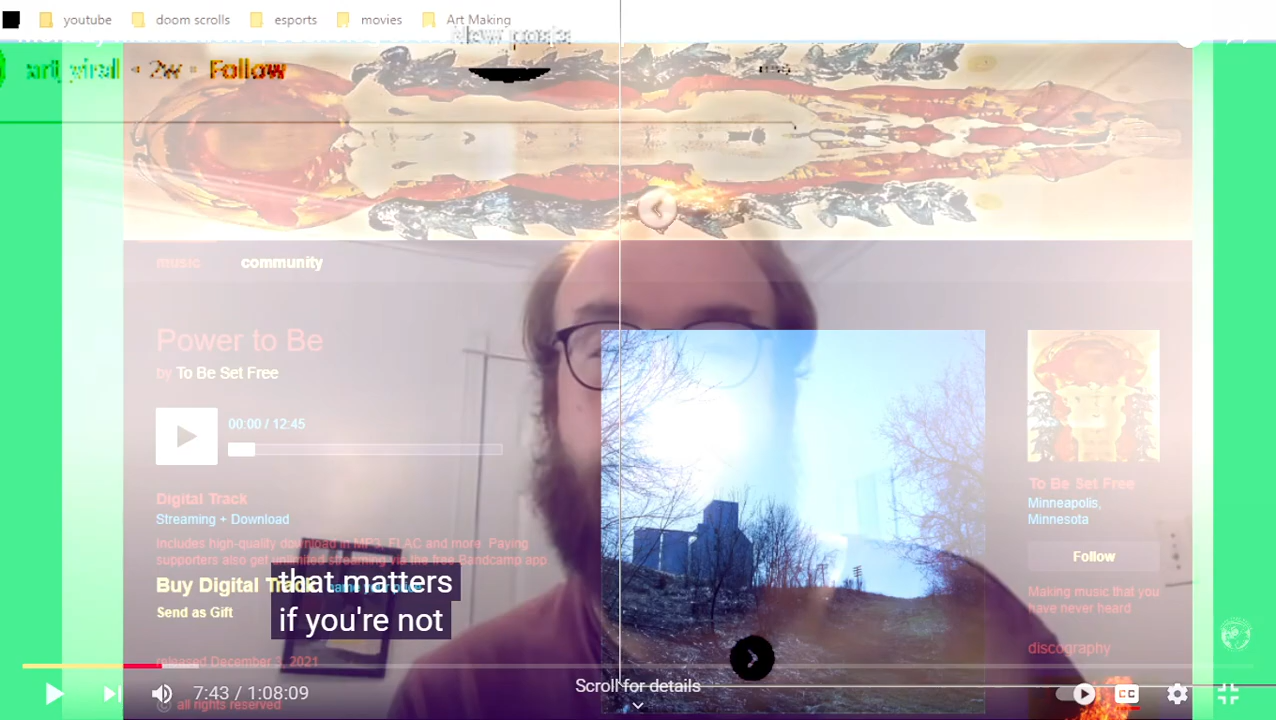 youtube doom scrolls esports movies Art Making
New posts
art_viral • 2w • Follow
music community
Power to Be
by To Be Set Free
00:00 / 12:45
Digital Track
Streaming + Download
Includes high-quality download in MP3, FLAC and more. Paying
supporters also get unlimited streaming via the free Bandcamp app.
Buy Digital Track
Send as Gift
that matters
if you're not
released December 3, 2021
all rights reserved
To Be Set Free
Minneapolis,
Minnesota
Follow
Making music that you
have never heard
discography
7:43 / 1:08:09
Scroll for details
CC